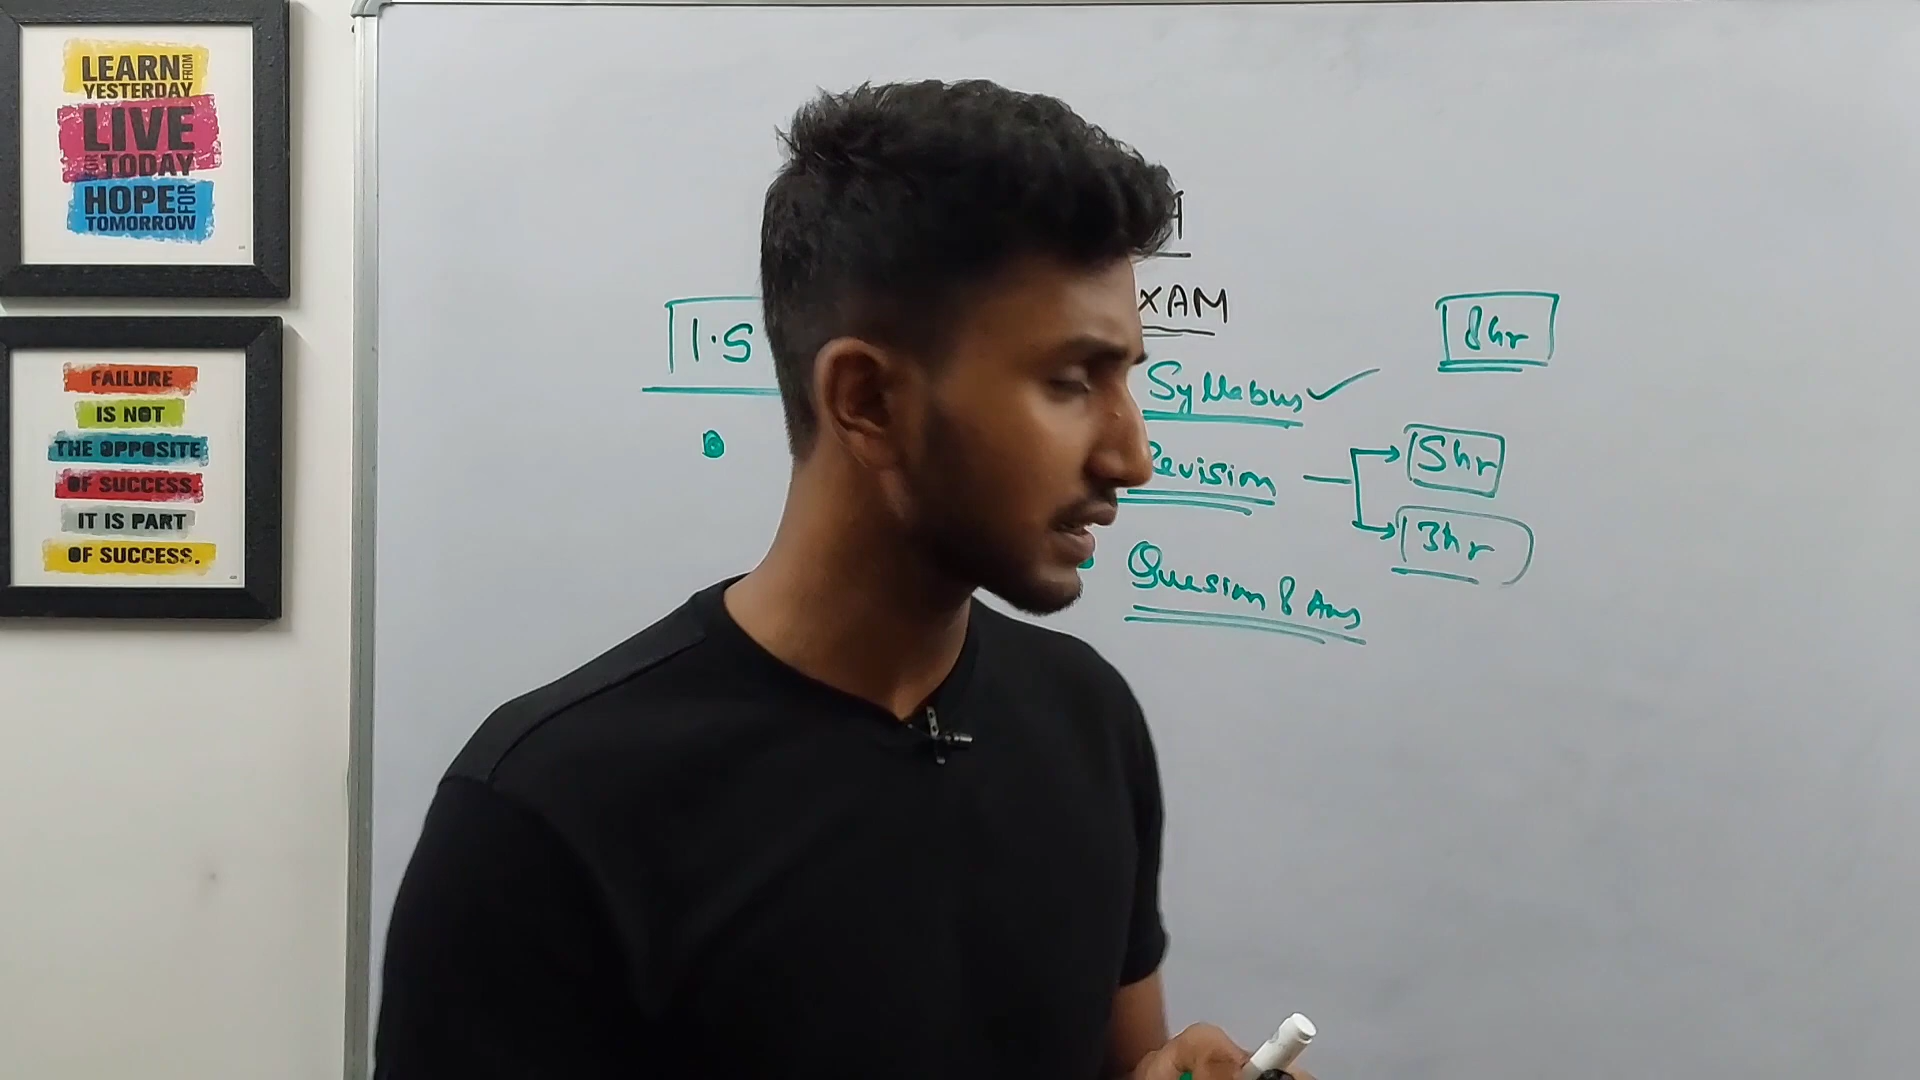 LEARN FROM
YESTERDAY
LIVE
FOR TODAY
HOPE FOR
TOMORROW
FAILURE
IS NOT
THE OPPOSITE
OF SUCCESS.
IT IS PART
OF SUCCESS.
XAM
1.5
8hr
Syllabus ✓
Revision
5hr
3hr
Quesion & Ans